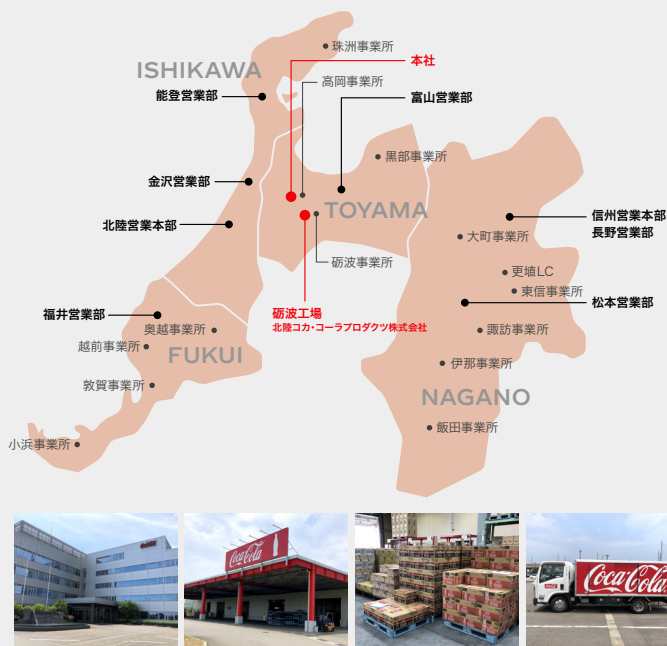 珠洲事業所
本社
ISHIKAWA
高岡事業所
能登営業部
富山営業部
黒部事業所
金沢営業部
TOYAMA
北陸営業本部
信州営業本部
長野営業部
大町事業所
砺波事業所
更埴LC
東信事業所
松本営業部
福井営業部
砺波工場
北陸コカ・コーラプロダクツ株式会社
奥越事業所
諏訪事業所
越前事業所
FUKUI
伊那事業所
敦賀事業所
NAGANO
飯田事業所
小浜事業所
Coca-Cola
Coca-Cola